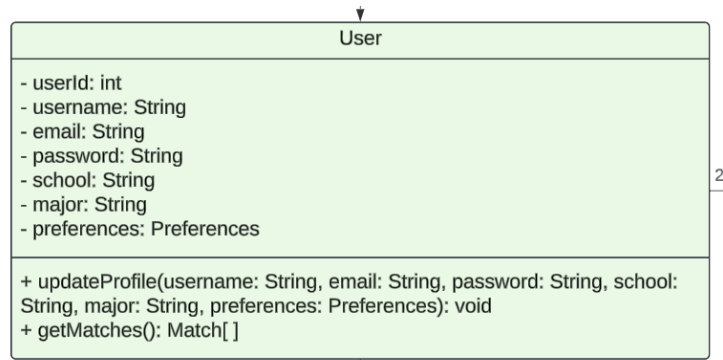 User
- userId: int
- username: String
- email: String
- password: String
- school: String
- major: String
- preferences: Preferences
2
+ updateProfile(username: String, email: String, password: String, school:
String, major: String, preferences: Preferences): void
+ getMatches(): Match[ ]